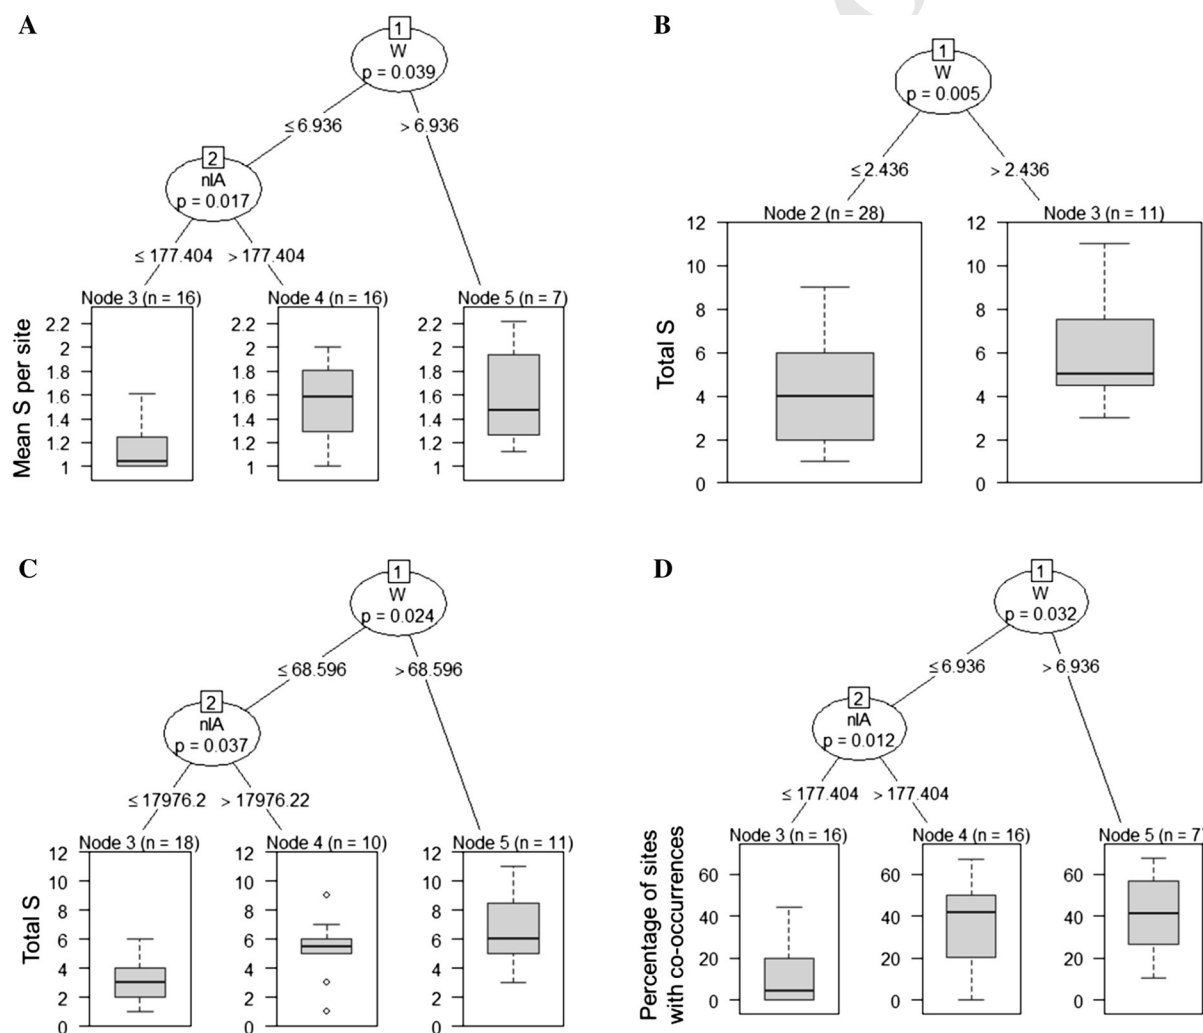 A
1
W
p = 0.039
≤6.936
> 6.936
2
nIA
p = 0.017
≤ 177.404
> 177.404
Node 3 (n = 16)
Node 4 (n = 16)
Node 5 (n = 7)
Mean S per site
2.2
2
1.8
1.6
1.4
1.2
1
2.2
2
1.8
1.6
1.4
1.2
1
2.2
2
1.8
1.6
1.4
1.2
1
B
1
W
p = 0.005
≤ 2.436
> 2.436
Node 2 (n = 28)
Node 3 (n = 11)
Total S
12
10
8
6
4
2
0
12
10
8
6
4
2
0
C
1
W
p = 0.024
≤ 68.596
> 68.596
2
nIA
p = 0.037
≤ 17976.2
> 17976.22
Node 3 (n = 18)
Node 4 (n = 10)
Node 5 (n = 11)
Total S
12
10
8
6
4
2
0
12
10
8
6
4
2
0
12
10
8
6
4
2
0
D
1
W
p = 0.032
≤ 6.936
> 6.936
2
nIA
p = 0.012
≤ 177.404
> 177.404
Node 3 (n = 16)
Node 4 (n = 16)
Node 5 (n = 7)
Percentage of sites
with co-occurrences
60
40
20
0
60
40
20
0
60
40
20
0